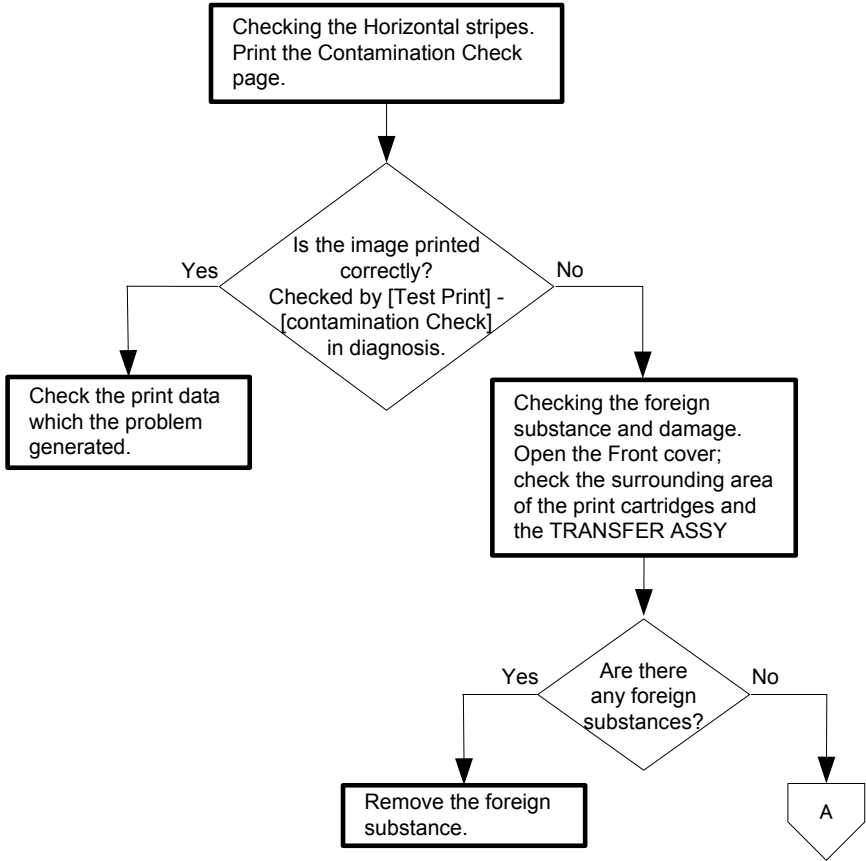 Checking the Horizontal stripes.
Print the Contamination Check
page.
Is the image printed
correctly?
Checked by [Test Print] -
[contamination Check]
in diagnosis.
Yes
No
Check the print data
which the problem
generated.
Checking the foreign
substance and damage.
Open the Front cover;
check the surrounding area
of the print cartridges and
the TRANSFER ASSY
Are there
any foreign
substances?
Yes
No
Remove the foreign
substance.
A